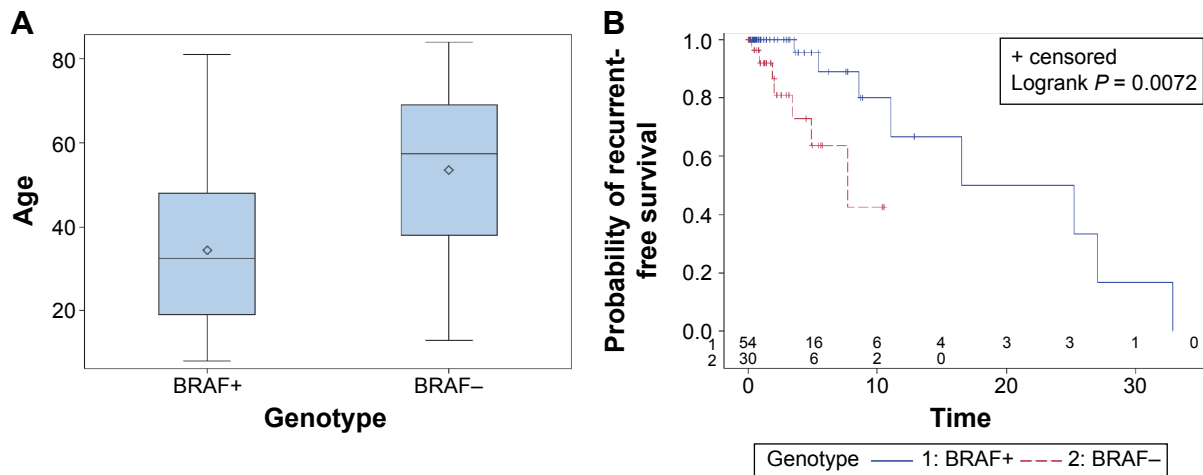 A
80
60
40
20
Age
BRAF+
BRAF–
Genotype
B
Probability of recurrent-
free survival
1.0
0.8
0.6
0.4
0.2
0.0
+ censored
Logrank P = 0.0072
1 54 16 6 4 3 3 1 0
2 30 6 2 0
0 10 20 30
Time
Genotype 1: BRAF+ 2: BRAF–